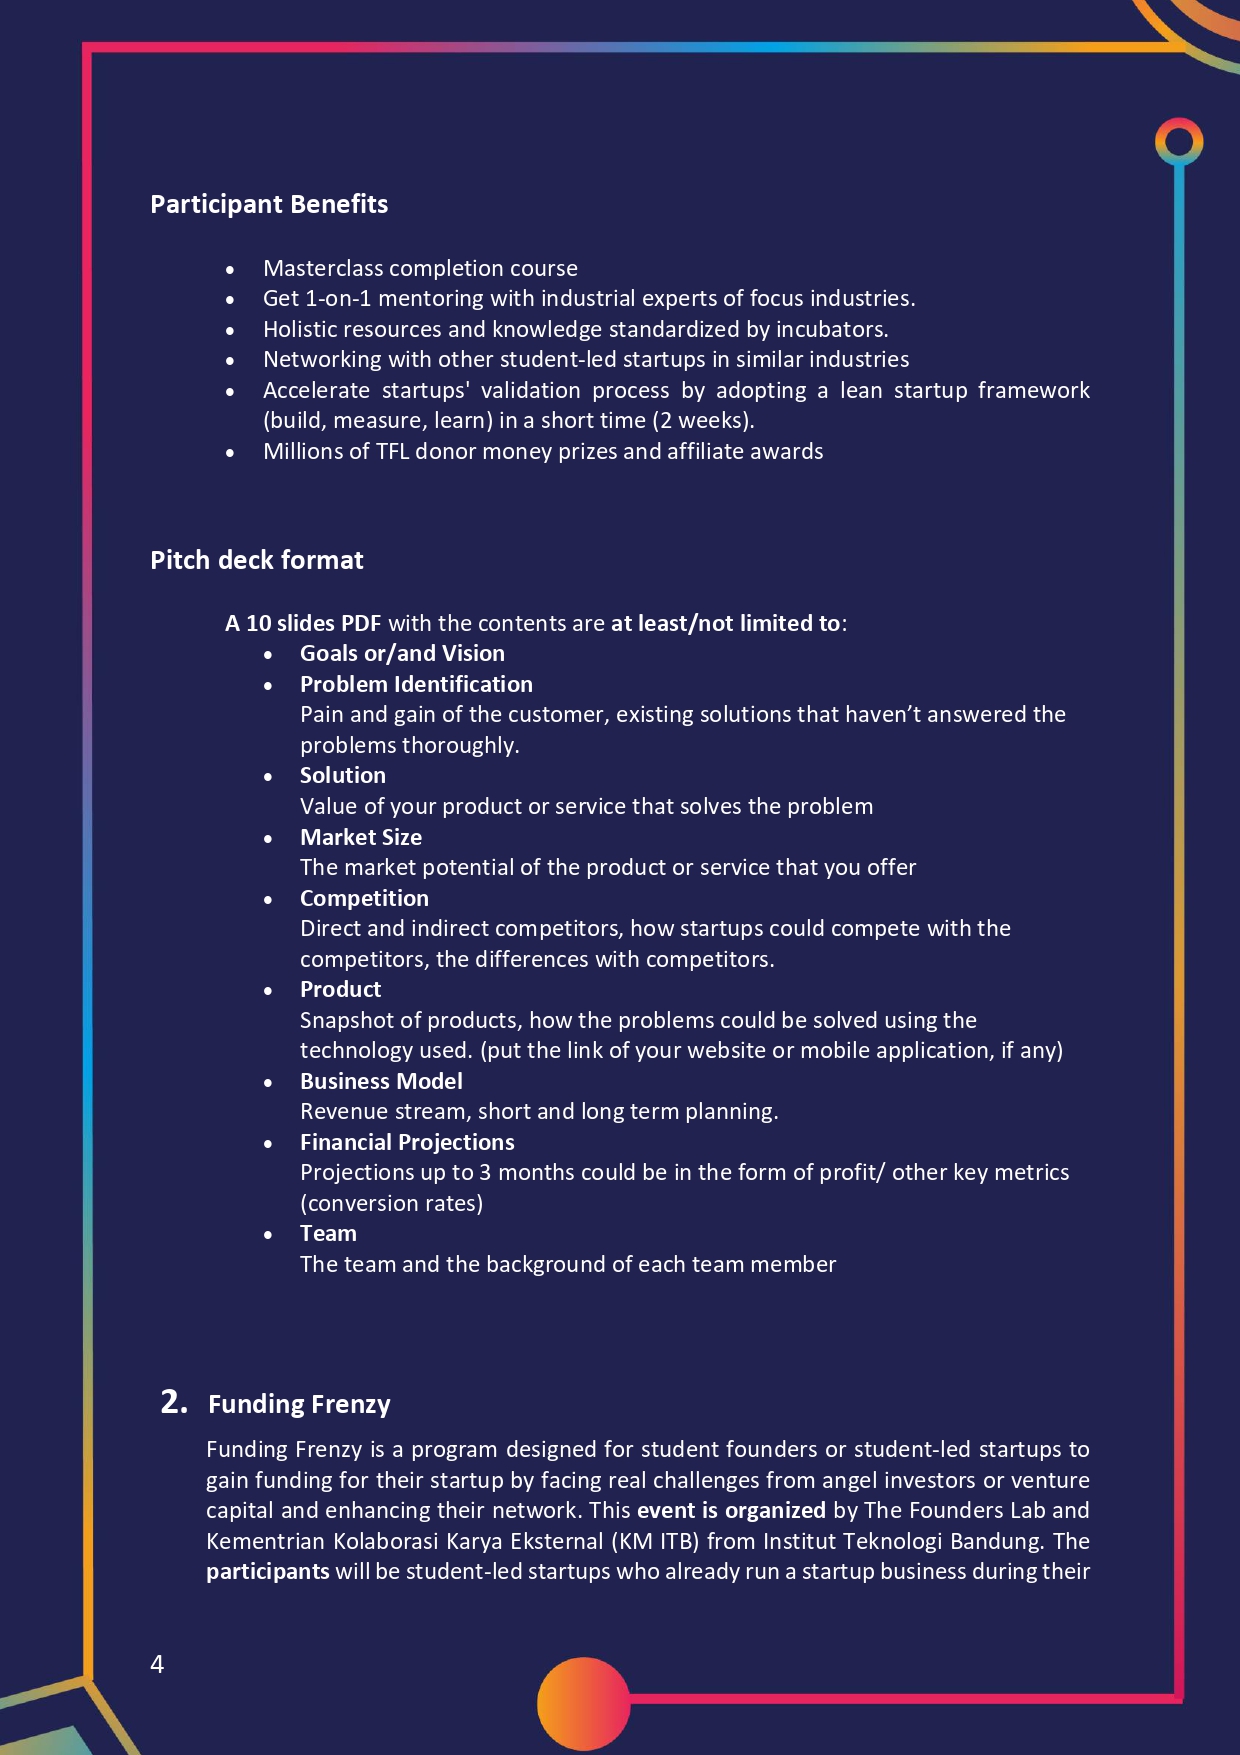 Participant Benefits
• Masterclass completion course
• Get 1-on-1 mentoring with industrial experts of focus industries.
• Holistic resources and knowledge standardized by incubators.
• Networking with other student-led startups in similar industries
• Accelerate startups' validation process by adopting a lean startup framework
(build, measure, learn) in a short time (2 weeks).
• Millions of TFL donor money prizes and affiliate awards
Pitch deck format
A 10 slides PDF with the contents are at least/not limited to:
• Goals or/and Vision
• Problem Identification
Pain and gain of the customer, existing solutions that haven’t answered the
problems thoroughly.
• Solution
Value of your product or service that solves the problem
• Market Size
The market potential of the product or service that you offer
• Competition
Direct and indirect competitors, how startups could compete with the
competitors, the differences with competitors.
• Product
Snapshot of products, how the problems could be solved using the
technology used. (put the link of your website or mobile application, if any)
• Business Model
Revenue stream, short and long term planning.
• Financial Projections
Projections up to 3 months could be in the form of profit/ other key metrics
(conversion rates)
• Team
The team and the background of each team member
2. Funding Frenzy
Funding Frenzy is a program designed for student founders or student-led startups to
gain funding for their startup by facing real challenges from angel investors or venture
capital and enhancing their network. This event is organized by The Founders Lab and
Kementrian Kolaborasi Karya Eksternal (KM ITB) from Institut Teknologi Bandung. The
participants will be student-led startups who already run a startup business during their
4